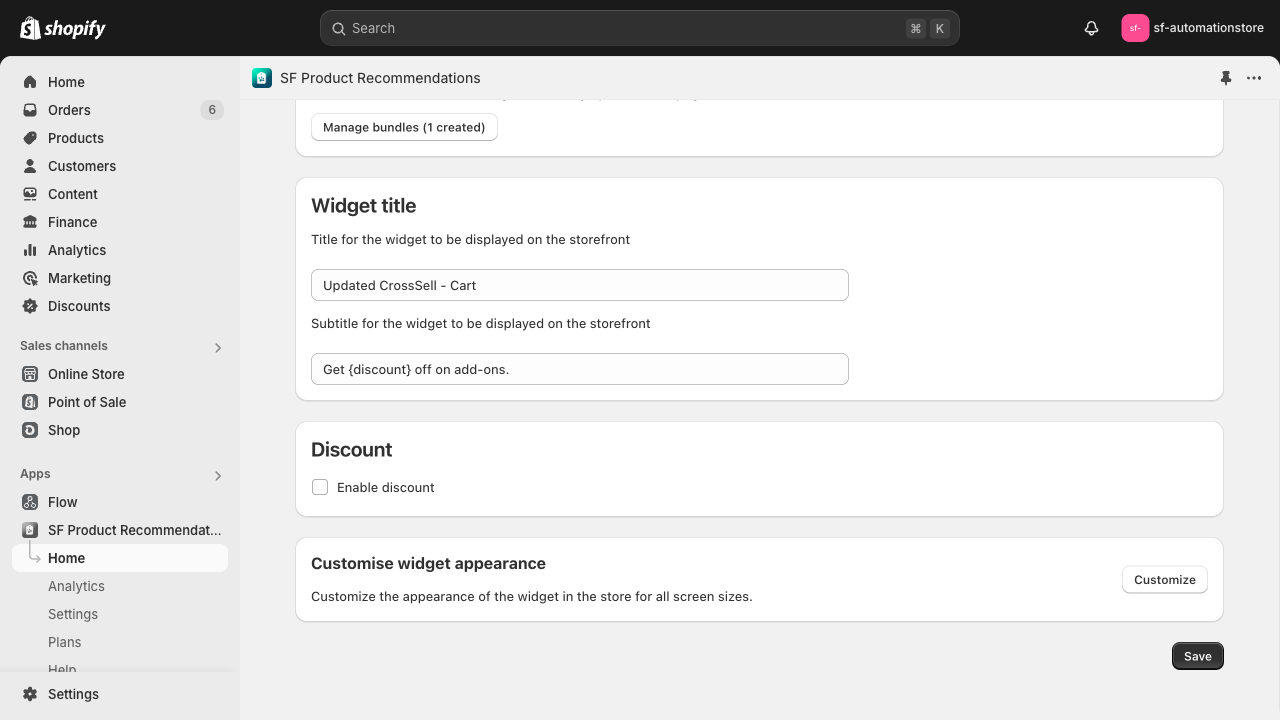 shopify
Search
⌘ K
sf-
sf-automationstore
Home
Orders
6
Products
Customers
Content
Finance
Analytics
Marketing
Discounts
Sales channels
Online Store
Point of Sale
Shop
Apps
Flow
SF Product Recommendat...
Home
Analytics
Settings
Plans
Help
Settings
SF Product Recommendations
Manage bundles (1 created)
Widget title
Title for the widget to be displayed on the storefront
Updated CrossSell - Cart
Subtitle for the widget to be displayed on the storefront
Get {discount} off on add-ons.
Discount
Enable discount
Customise widget appearance
Customize the appearance of the widget in the store for all screen sizes.
Customize
Save